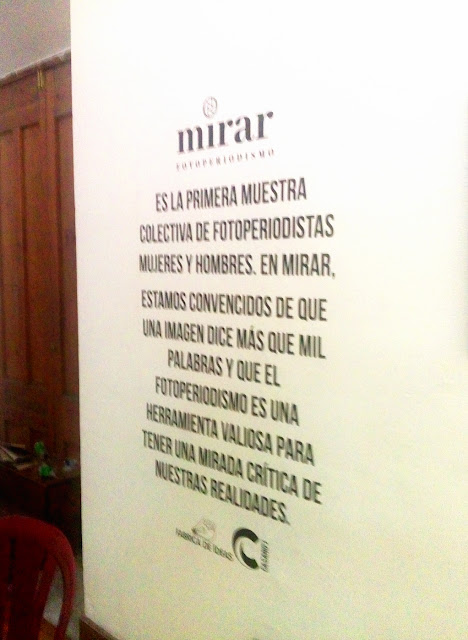 mirar
FOTOPERIODISMO
ES LA PRIMERA MUESTRA
COLECTIVA DE FOTOPERIODISTAS
MUJERES Y HOMBRES. EN MIRAR,
ESTAMOS CONVENCIDOS DE QUE
UNA IMAGEN DICE MÁS QUE MIL
PALABRAS Y QUE EL
FOTOPERIODISMO ES UNA
HERRAMIENTA VALIOSA PARA
TENER UNA MIRADA CRÍTICA DE
NUESTRAS REALIDADES.
FABRICA DE IDEAS